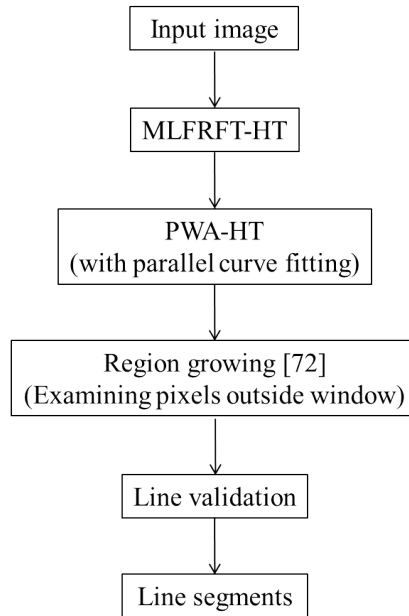 Input image
MLFRFT-HT
PWA-HT
(with parallel curve fitting)
Region growing [72]
(Examining pixels outside window)
Line validation
Line segments